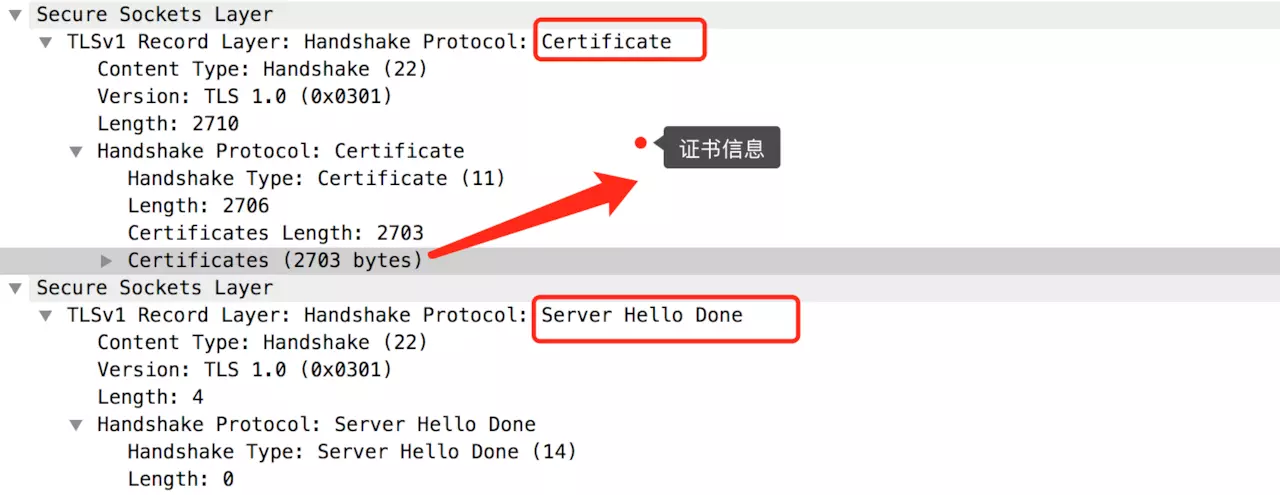 Secure Sockets Layer
TLSv1 Record Layer: Handshake Protocol: Certificate
Content Type: Handshake (22)
Version: TLS 1.0 (0x0301)
Length: 2710
证书信息
Handshake Protocol: Certificate
Handshake Type: Certificate (11)
Length: 2706
Certificates Length: 2703
Certificates (2703 bytes)
Secure Sockets Layer
TLSv1 Record Layer: Handshake Protocol: Server Hello Done
Content Type: Handshake (22)
Version: TLS 1.0 (0x0301)
Length: 4
Handshake Protocol: Server Hello Done
Handshake Type: Server Hello Done (14)
Length: 0